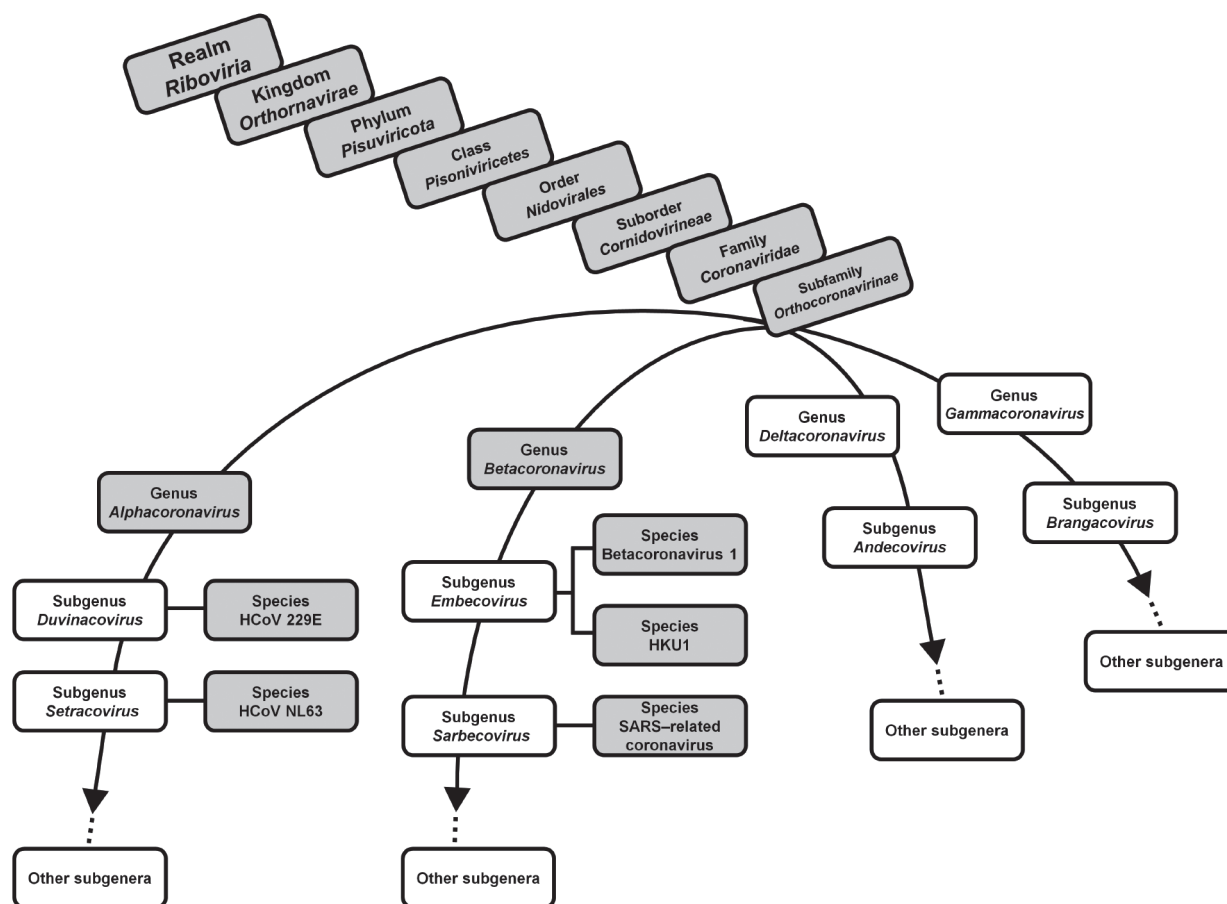 Realm
Riboviria
Kingdom
Orthornavirae
Phylum
Pisuviricota
Class
Pisoniviricetes
Order
Nidovirales
Suborder
Cornidovirineae
Family
Coronaviridae
Subfamily
Orthocoronavirinae
Genus
Alphacoronavirus
Subgenus
Duvinacovirus
Species
HCoV 229E
Subgenus
Setracovirus
Species
HCoV NL63
Other subgenera
Genus
Betacoronavirus
Subgenus
Embecovirus
Species
Betacoronavirus 1
Species
HKU1
Subgenus
Sarbecovirus
Species
SARS–related
coronavirus
Other subgenera
Genus
Deltacoronavirus
Subgenus
Andecovirus
Other subgenera
Genus
Gammacoronavirus
Subgenus
Brangacovirus
Other subgenera